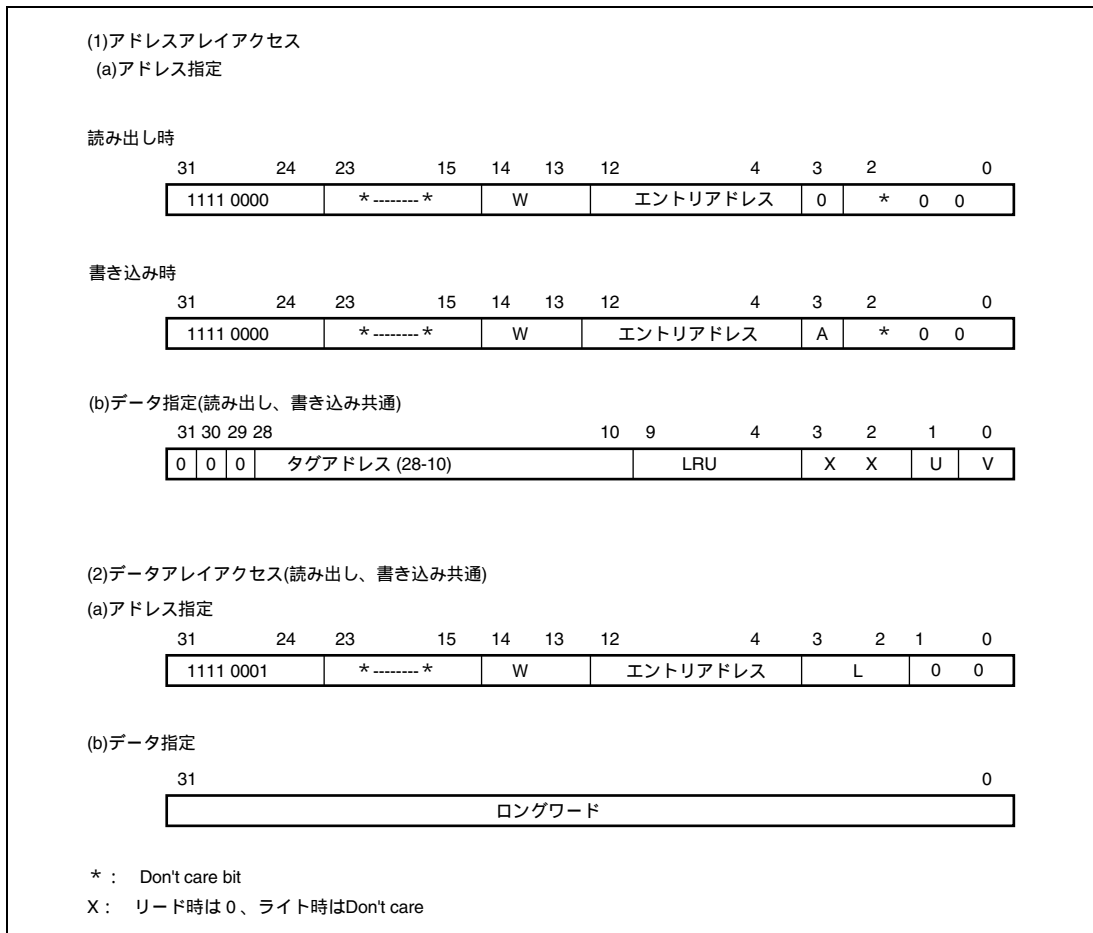 (1)アドレスアレイアクセス
(a)アドレス指定
読み出し時
31 24 23 15 14 13 12 4 3 2 0
1111 0000 *--------* W エントリアドレス 0 * 0 0
書き込み時
31 24 23 15 14 13 12 4 3 2 0
1111 0000 *--------* W エントリアドレス A * 0 0
(b)データ指定(読み出し、書き込み共通)
31 30 29 28 10 9 4 3 2 1 0
0 0 0 タグアドレス (28-10) LRU X X U V
(2)データアレイアクセス(読み出し、書き込み共通)
(a)アドレス指定
31 24 23 15 14 13 12 4 3 2 1 0
1111 0001 *--------* W エントリアドレス L 0 0
(b)データ指定
31 0
ロングワード
* : Don't care bit
X : リード時は 0 、ライト時はDon't care